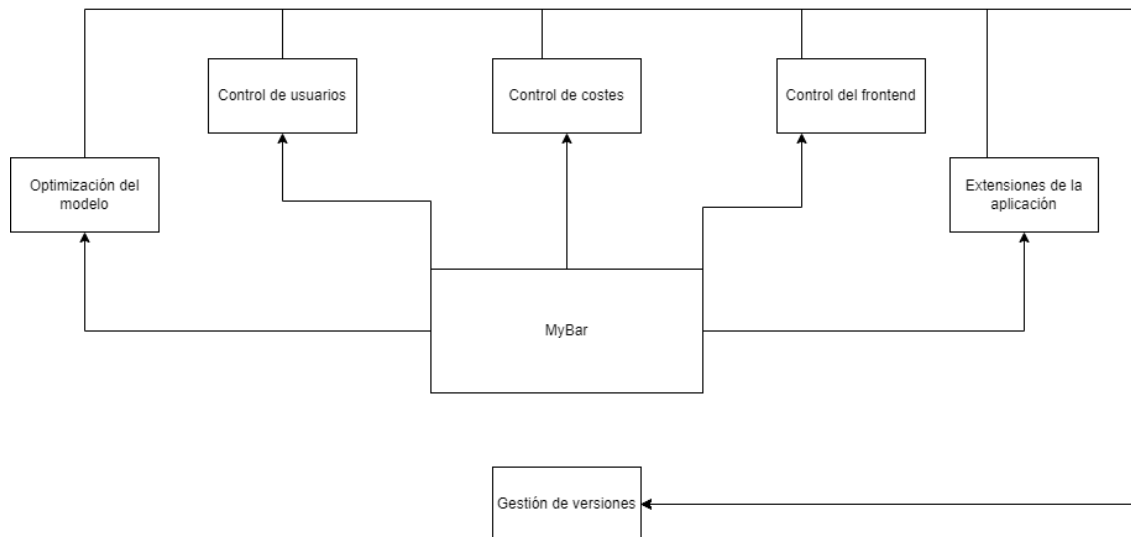 Control de usuarios
Control de costes
Control del frontend
Optimización del
modelo
Extensiones de la
aplicación
MyBar
Gestión de versiones